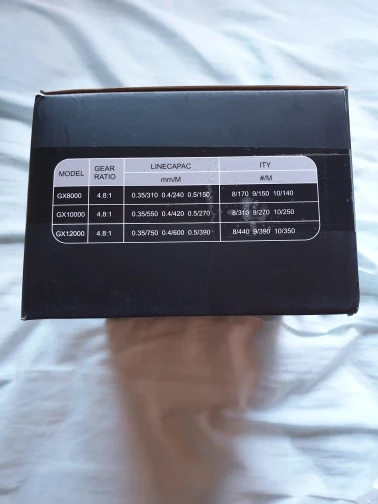 MODEL GEAR RATIO LINECAPAC ITY
mm/M #/M
GX8000 4.8:1 0.35/310 0.4/240 0.5/150 8/170 9/150 10/140
GX10000 4.8:1 0.35/550 0.4/420 0.5/270 8/310 9/270 10/250
GX12000 4.8:1 0.35/750 0.4/600 0.5/390 8/440 9/390 10/350